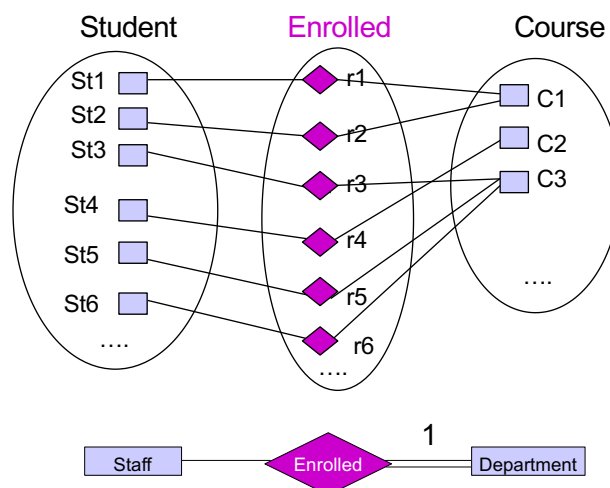 Student Enrolled Course
St1 r1 C1
St2 r2 C2
St3 r3 C3
St4 r4
St5 r5 ....
St6 r6
.... ....
1
Staff Enrolled Department